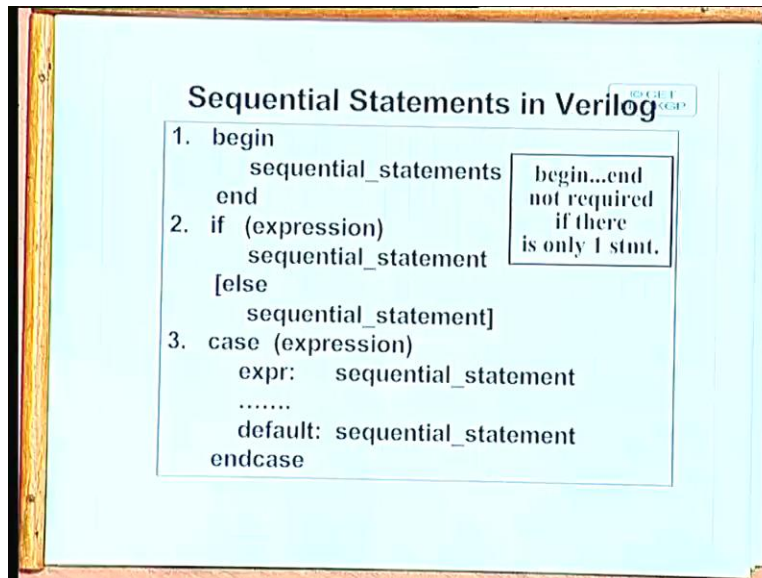 Sequential Statements in Verilog
1. begin
sequential_statements
end
2. if (expression)
sequential_statement
[else
sequential_statement]
3. case (expression)
expr: sequential_statement
.......
default: sequential_statement
endcase
begin...end
not required
if there
is only 1 stmt.